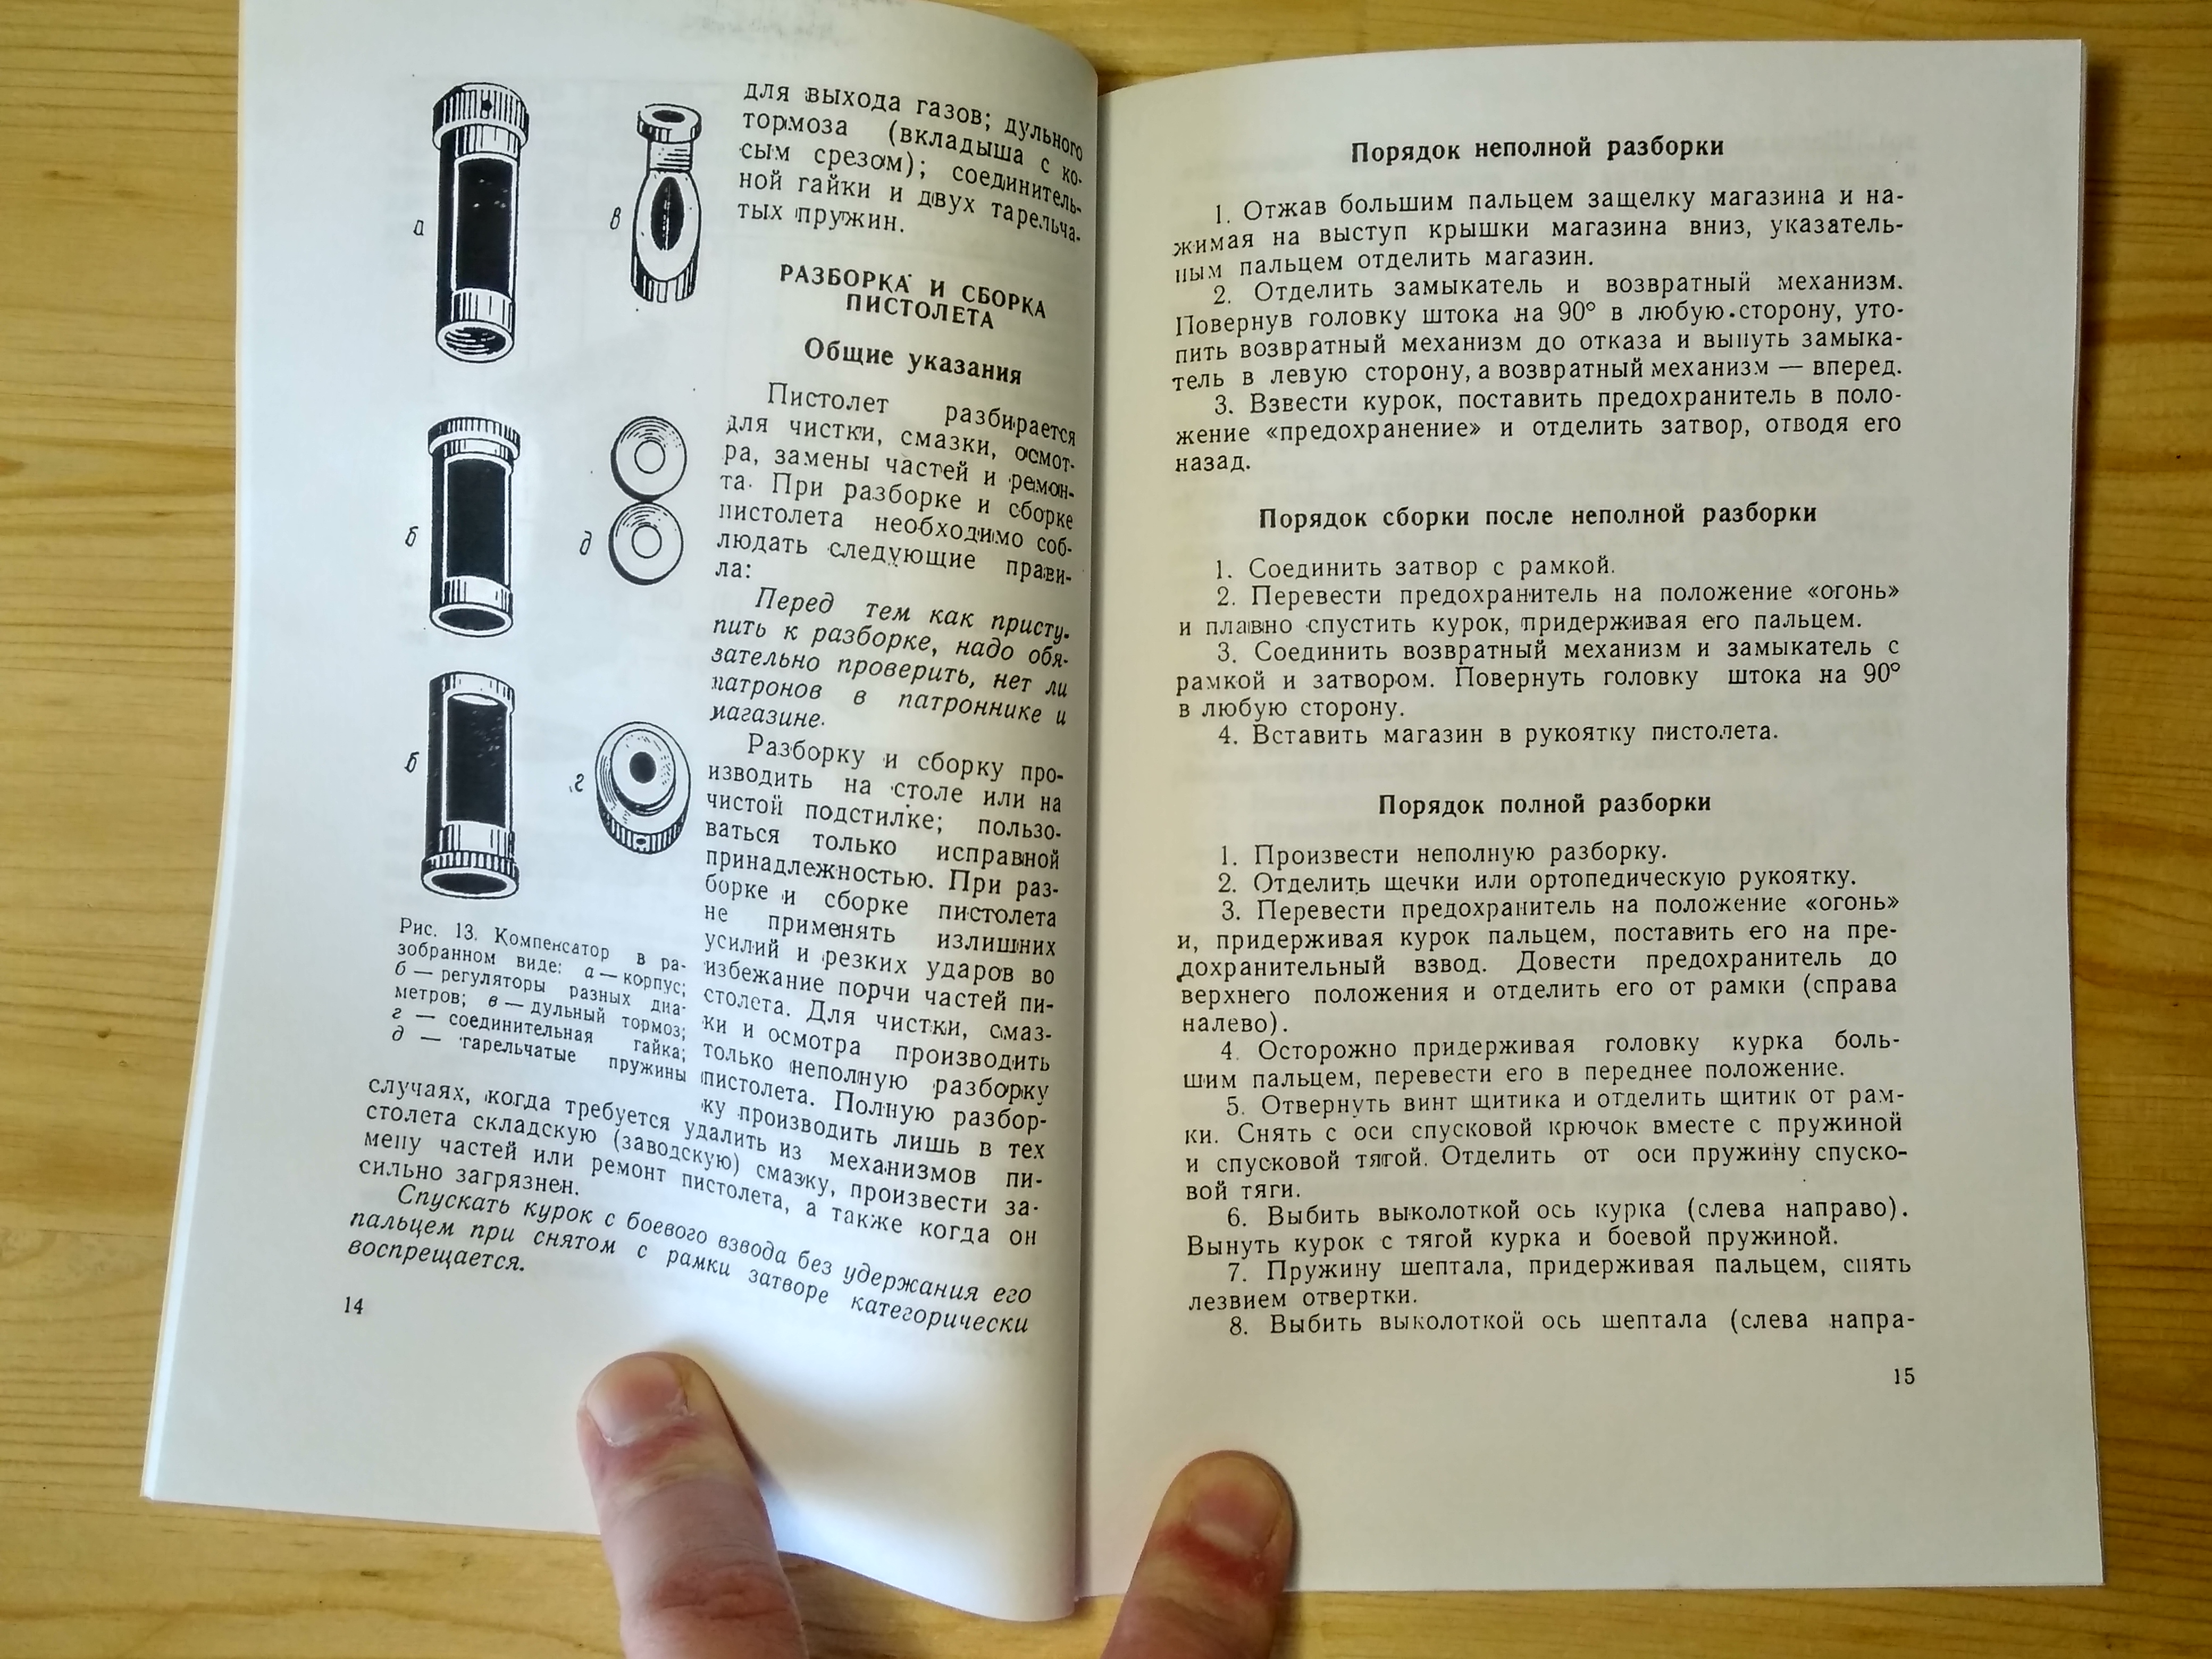 а
в
б
д
б
г
Рис. 13. Компенсатор в ра-
зобранном виде: а — корпус;
б — регуляторы разных диа-
метров; в — дульный тормоз;
г — соединительная гайка;
д — тарельчатые пружины
для выхода газов; дульного
тормоза (вкладыша с ко-
сым срезом); соединитель-
ной гайки и двух тарельча-
тых пружин.
РАЗБОРКА И СБОРКА
ПИСТОЛЕТА
Общие указания
Пистолет разбирается
для чистки, смазки, осмот-
ра, замены частей и ремон-
та. При разборке и сборке
пистолета необходимо соб-
людать следующие прави-
ла:
Перед тем как присту-
пить к разборке, надо обя-
зательно проверить, нет ли
патронов в патроннике и
магазине.
Разборку и сборку про-
изводить на столе или на
чистой подстилке; пользо-
ваться только исправной
принадлежностью. При раз-
борке и сборке пистолета
не применять излишних
усилий и резких ударов во
избежание порчи частей пи-
столета. Для чистки, смаз-
ки и осмотра производить
только неполную разборку
пистолета. Полную разбор-
ку производить лишь в тех
случаях, когда требуется удалить из механизмов пи-
столета складскую (заводскую) смазку, произвести за-
мену частей или ремонт пистолета, а также когда он
сильно загрязнен.
Спускать курок с боевого взвода без удержания его
пальцем при снятом с рамки затворе категорически
воспрещается.
14
Порядок неполной разборки
1. Отжав большим пальцем защелку магазина и на-
жимая на выступ крышки магазина вниз, указатель-
ным пальцем отделить магазин.
2. Отделить замыкатель и возвратный механизм.
Повернув головку штока на 90° в любую сторону, уто-
пить возвратный механизм до отказа и вынуть замыка-
тель в левую сторону, а возвратный механизм — вперед.
3. Взвести курок, поставить предохранитель в поло-
жение «предохранение» и отделить затвор, отводя его
назад.
Порядок сборки после неполной разборки
1. Соединить затвор с рамкой.
2. Перевести предохранитель на положение «огонь»
и плавно спустить курок, придерживая его пальцем.
3. Соединить возвратный механизм и замыкатель с
рамкой и затвором. Повернуть головку штока на 90°
в любую сторону.
4. Вставить магазин в рукоятку пистолета.
Порядок полной разборки
1. Произвести неполную разборку.
2. Отделить щечки или ортопедическую рукоятку.
3. Перевести предохранитель на положение «огонь»
и, придерживая курок пальцем, поставить его на пре-
дохранительный взвод. Довести предохранитель до
верхнего положения и отделить его от рамки (справа
налево).
4. Осторожно придерживая головку курка боль-
шим пальцем, перевести его в переднее положение.
5. Отвернуть винт щитика и отделить щитик от рам-
ки. Снять с оси спусковой крючок вместе с пружиной
и спусковой тягой. Отделить от оси пружину спуско-
вой тяги.
6. Выбить выколоткой ось курка (слева направо).
Вынуть курок с тягой курка и боевой пружиной.
7. Пружину шептала, придерживая пальцем, снять
лезвием отвертки.
8. Выбить выколоткой ось шептала (слева напра-
15